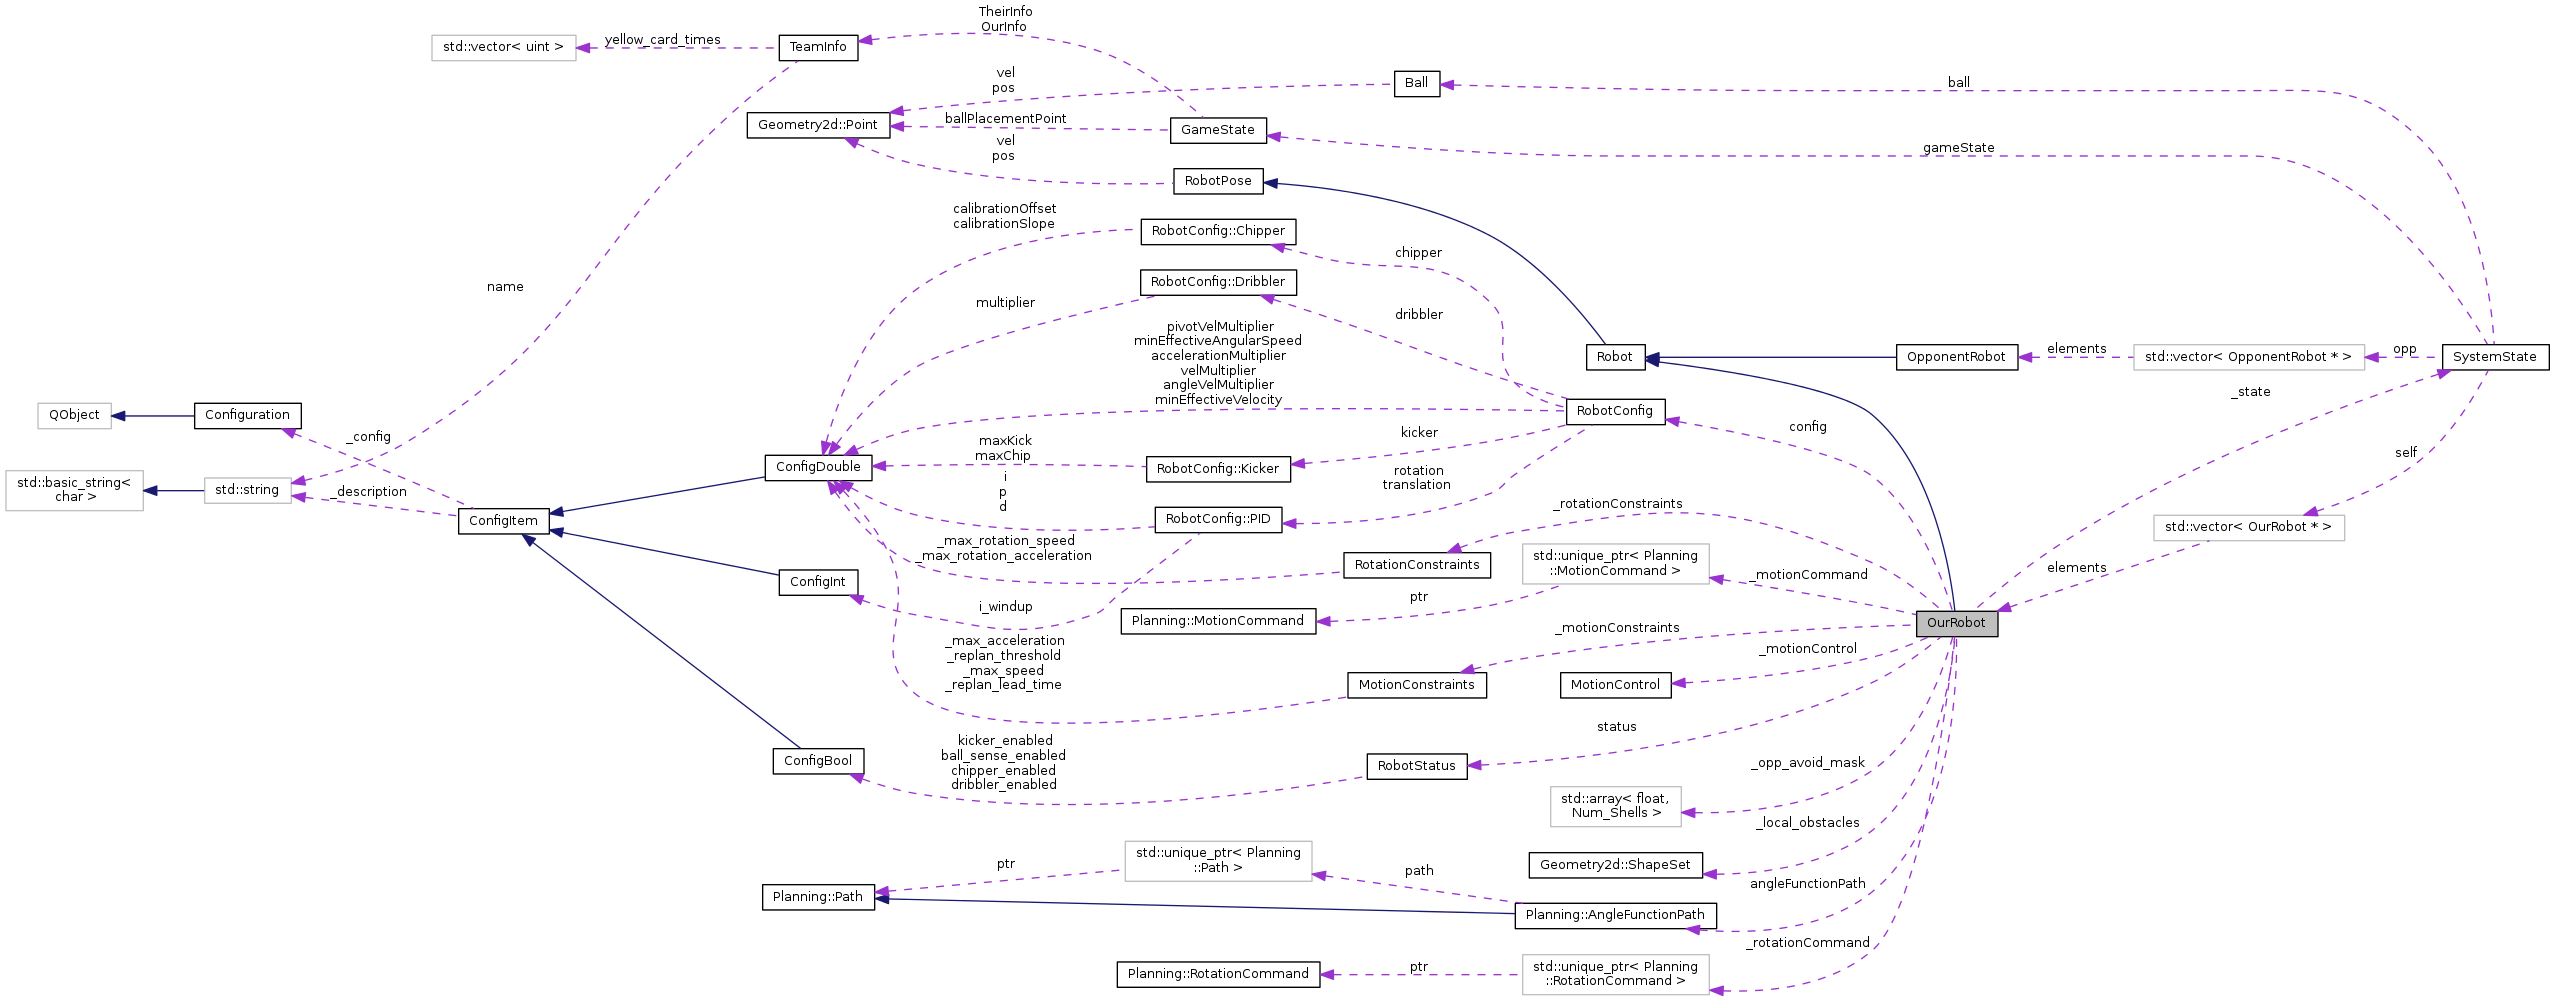 TheirInfo
OurInfo
std::vector< uint >
yellow_card_times
TeamInfo
vel
pos
Ball
ball
Geometry2d::Point
ballPlacementPoint
GameState
vel
pos
gameState
RobotPose
calibrationOffset
calibrationSlope
RobotConfig::Chipper
chipper
name
multiplier
RobotConfig::Dribbler
dribbler
pivotVelMultiplier
minEffectiveAngularSpeed
accelerationMultiplier
velMultiplier
angleVelMultiplier
minEffectiveVelocity
Robot
OpponentRobot
elements
std::vector< OpponentRobot * >
opp
SystemState
_state
QObject
Configuration
_config
RobotConfig
config
kicker
maxKick
maxChip
ConfigDouble
RobotConfig::Kicker
self
std::basic_string<
char >
std::string
_description
rotation
translation
i
p
d
_rotationConstraints
ConfigItem
RobotConfig::PID
std::vector< OurRobot * >
_max_rotation_speed
_max_rotation_acceleration
RotationConstraints
std::unique_ptr< Planning
::MotionCommand >
_motionCommand
elements
ConfigInt
i_windup
ptr
Planning::MotionCommand
OurRobot
_motionConstraints
_max_acceleration
_replan_threshold
_max_speed
_replan_lead_time
_motionControl
MotionConstraints
MotionControl
status
kicker_enabled
ball_sense_enabled
chipper_enabled
dribbler_enabled
ConfigBool
RobotStatus
_opp_avoid_mask
std::array< float,
Num_Shells >
_local_obstacles
std::unique_ptr< Planning
::Path >
ptr
path
Geometry2d::ShapeSet
angleFunctionPath
Planning::Path
Planning::AngleFunctionPath
_rotationCommand
Planning::RotationCommand
ptr
std::unique_ptr< Planning
::RotationCommand >